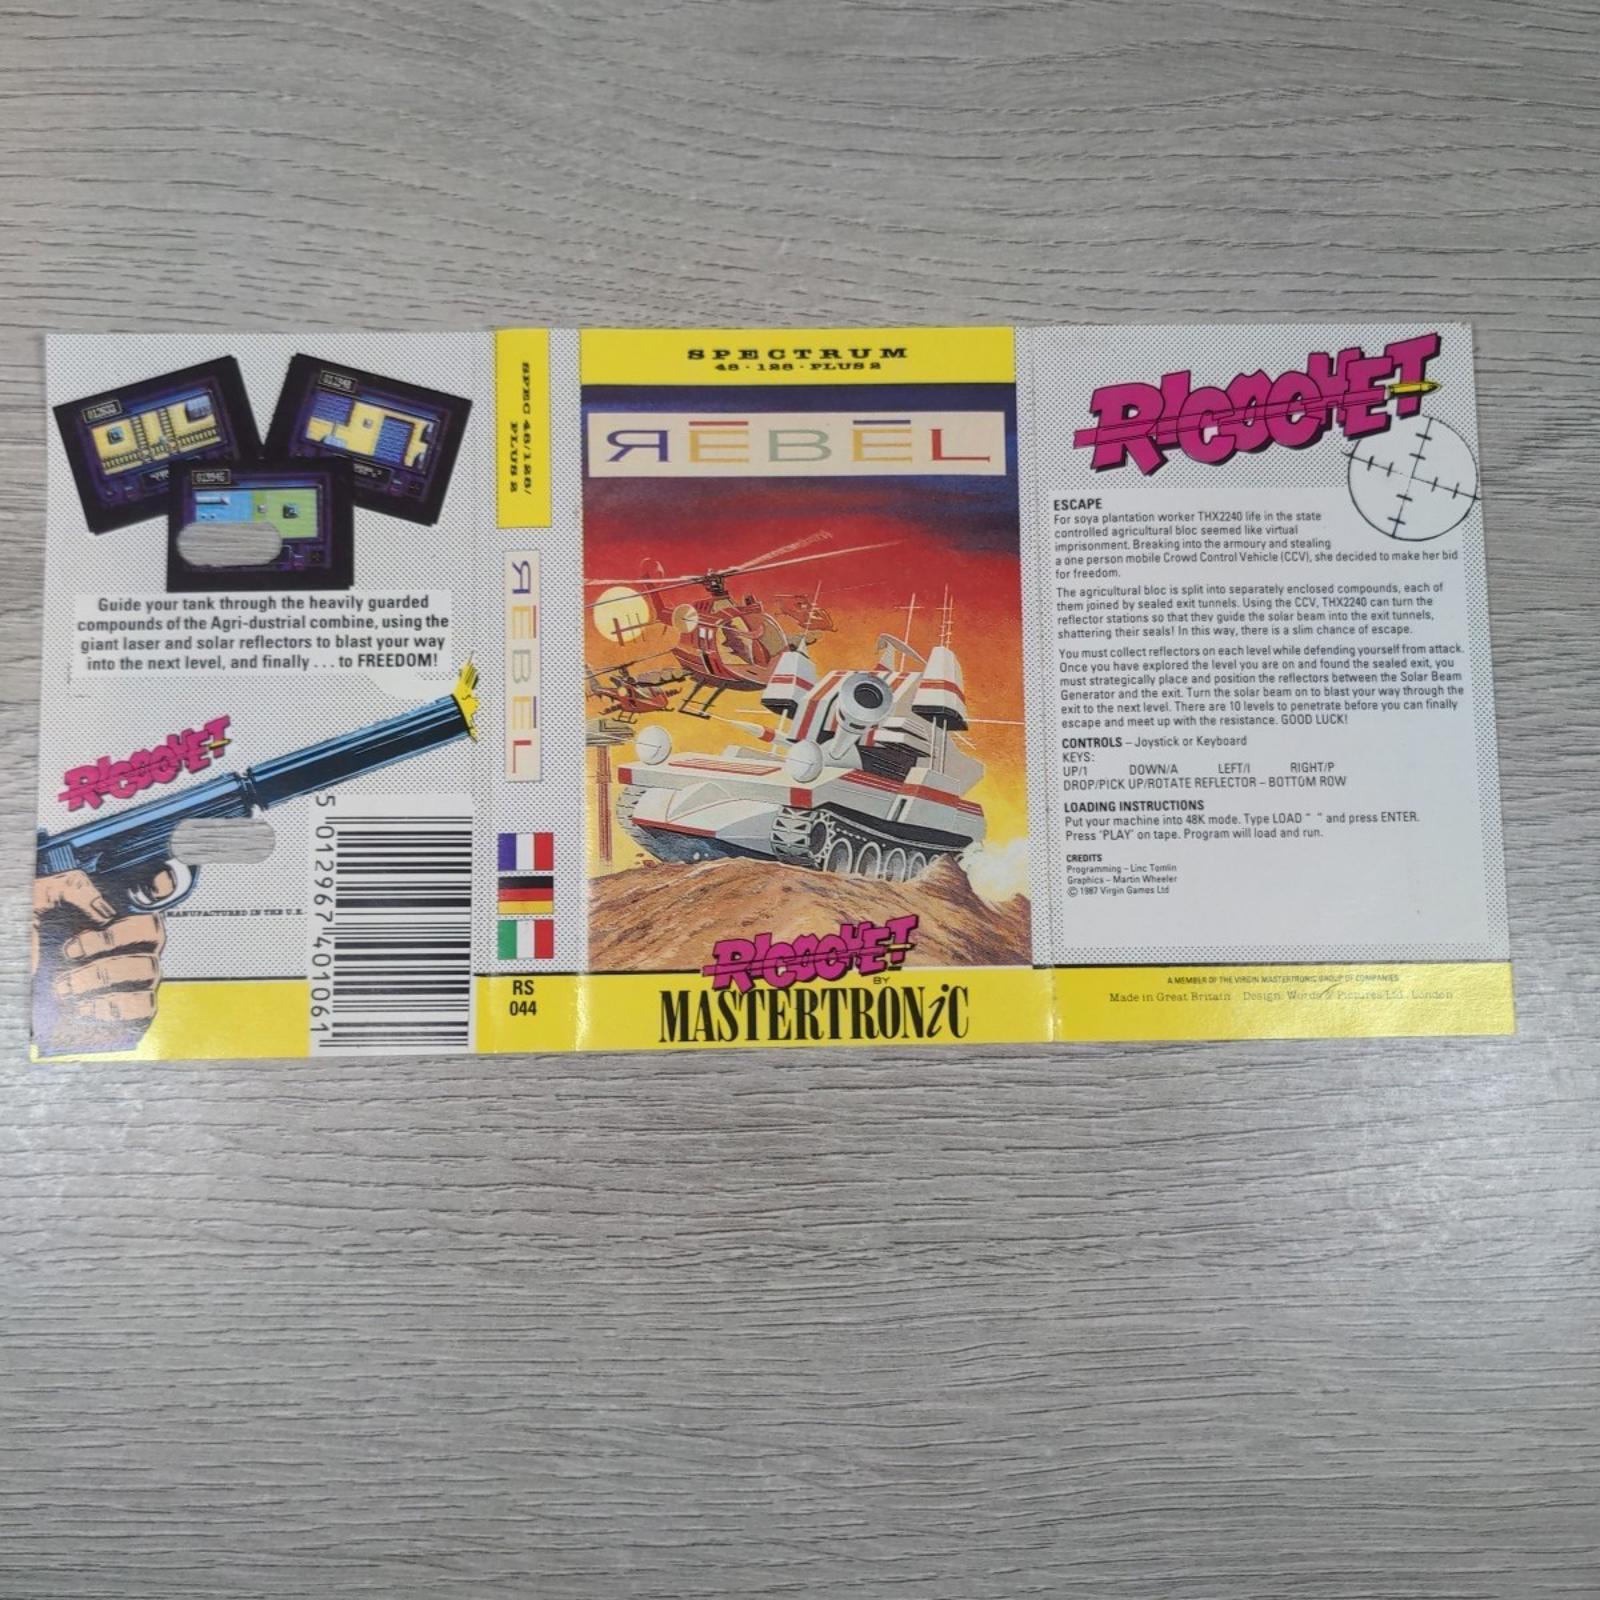 Guide your tank through the heavily guarded
compounds of the Agri-dustrial combine, using the
giant laser and solar reflectors to blast your way
into the next level, and finally . . . to FREEDOM!
RICOCHET
MANUFACTURED IN THE U.K.
5 012967 401061
SPEC 48/128/
PLUS 2
REBEL
RS
044
SPECTRUM
48 · 128 · PLUS 2
REBEL
RICOCHET
BY
MASTERTRONiC
RICOCHET
ESCAPE
For soya plantation worker THX2240 life in the state
controlled agricultural bloc seemed like virtual
imprisonment. Breaking into the armoury and stealing
a one person mobile Crowd Control Vehicle (CCV), she decided to make her bid
for freedom.
The agricultural bloc is split into separately enclosed compounds, each of
them joined by sealed exit tunnels. Using the CCV, THX2240 can turn the
reflector stations so that they guide the solar beam into the exit tunnels,
shattering their seals! In this way, there is a slim chance of escape.
You must collect reflectors on each level while defending yourself from attack.
Once you have explored the level you are on and found the sealed exit, you
must strategically place and position the reflectors between the Solar Beam
Generator and the exit. Turn the solar beam on to blast your way through the
exit to the next level. There are 10 levels to penetrate before you can finally
escape and meet up with the resistance. GOOD LUCK!
CONTROLS – Joystick or Keyboard
KEYS:
UP/1 DOWN/A LEFT/I RIGHT/P
DROP/PICK UP/ROTATE REFLECTOR – BOTTOM ROW
LOADING INSTRUCTIONS
Put your machine into 48K mode. Type LOAD " " and press ENTER.
Press 'PLAY' on tape. Program will load and run.
CREDITS
Programming – Linc Tomlin
Graphics – Martin Wheeler
© 1987 Virgin Games Ltd
A MEMBER OF THE VIRGIN MASTERTRONIC GROUP OF COMPANIES
Made in Great Britain Design: Words & Pictures Ltd, London